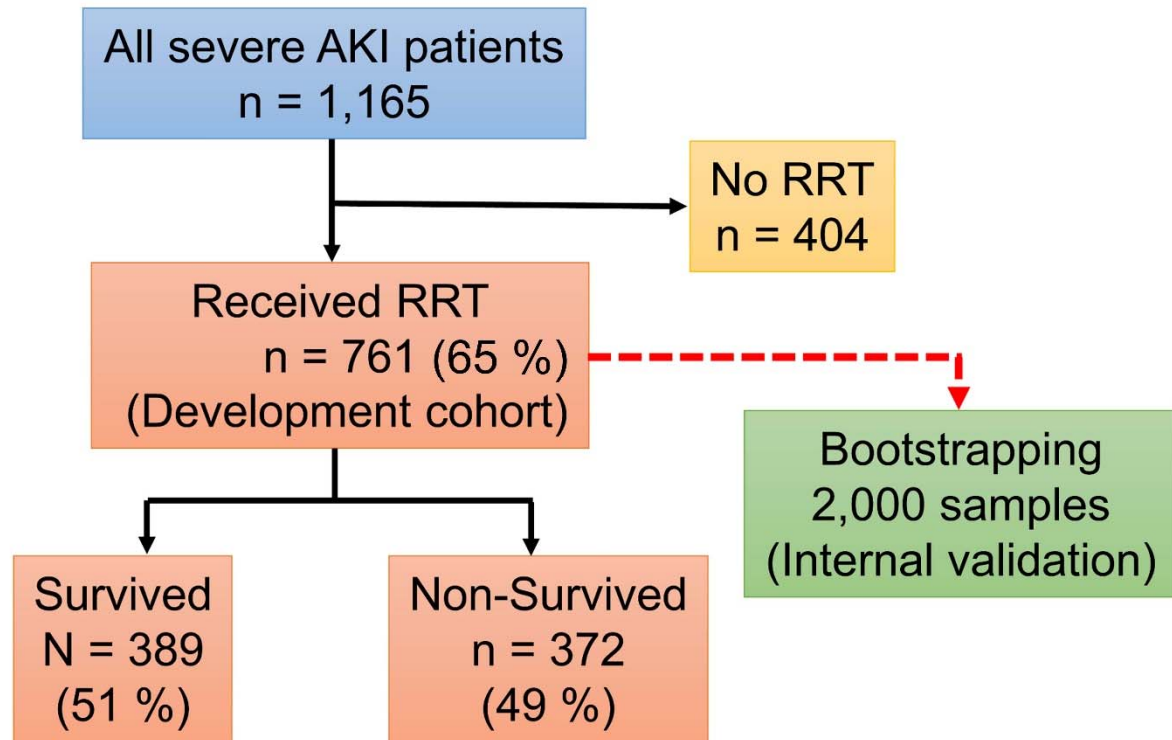 All severe AKI patients
n = 1,165
No RRT
n = 404
Received RRT
n = 761 (65 %)
(Development cohort)
Bootstrapping
2,000 samples
(Internal validation)
Survived
N = 389
(51 %)
Non-Survived
n = 372
(49 %)